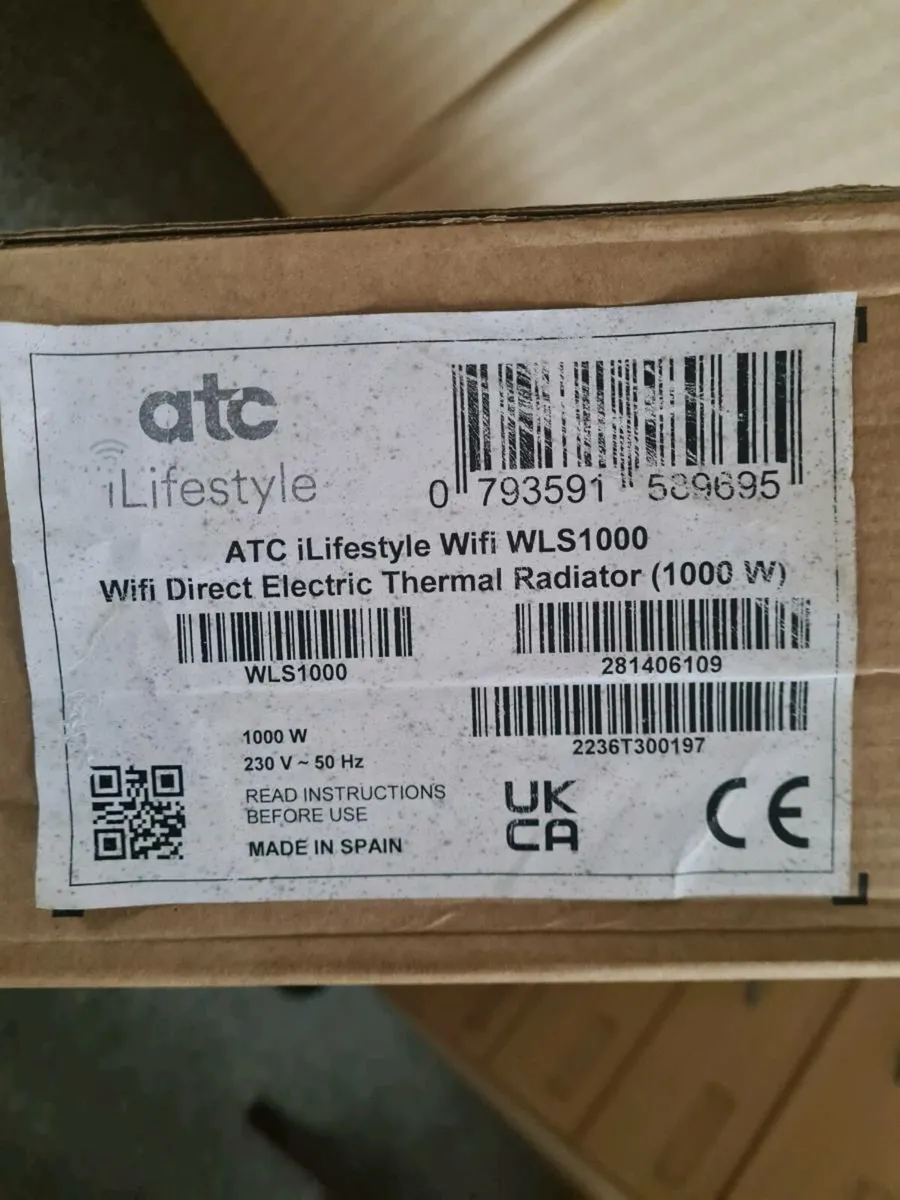 atc
iLifestyle
0 793591 589695
ATC iLifestyle Wifi WLS1000
Wifi Direct Electric Thermal Radiator (1000 W)
WLS1000
281406109
2236T300197
1000 W
230 V ~ 50 Hz
READ INSTRUCTIONS
BEFORE USE
MADE IN SPAIN
UK
CA
CE